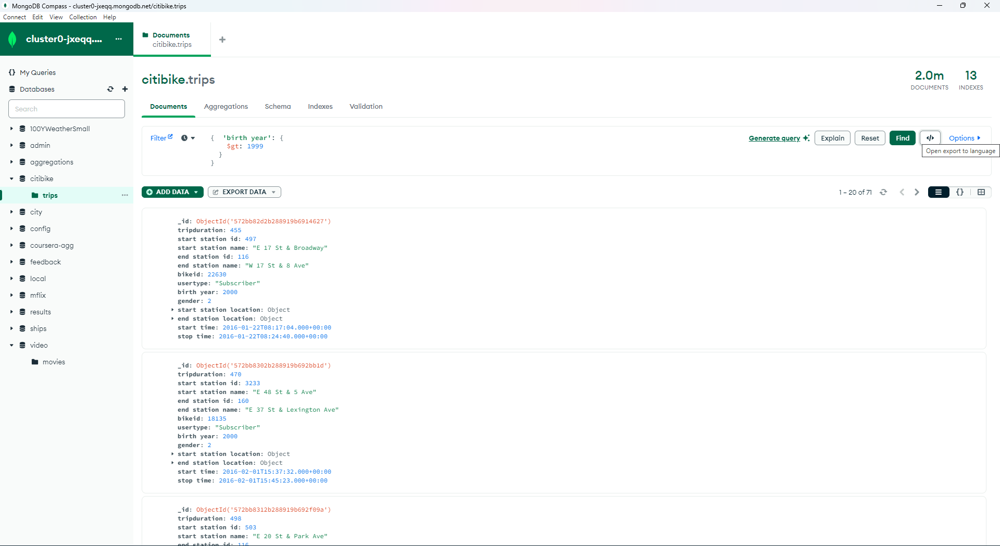 MongoDB Compass - cluster0-jxeqq.mongodb.net/citibike.trips
Connect Edit View Collection Help
cluster0-jxeqq.... ...
Documents
citibike.trips
+
{} My Queries
Databases
Search
100YWeatherSmall
admin
aggregations
citibike
trips ...
city
config
coursera-agg
feedback
local
mflix
results
ships
video
movies
citibike.trips
2.0m
DOCUMENTS
13
INDEXES
Documents Aggregations Schema Indexes Validation
Filter
{ 'birth year': {
$gt: 1999
}
}
Generate query Explain Reset Find </> Options
Open export to language
ADD DATA EXPORT DATA
1 – 20 of 71
{}
_id: ObjectId('572bb82d2b288919b6914627')
tripduration: 455
start station id: 497
start station name: "E 17 St & Broadway"
end station id: 116
end station name: "W 17 St & 8 Ave"
bikeid: 22630
usertype: "Subscriber"
birth year: 2000
gender: 2
start station location: Object
end station location: Object
start time: 2016-01-22T08:17:04.000+00:00
stop time: 2016-01-22T08:24:40.000+00:00
_id: ObjectId('572bb8302b288919b692bb1d')
tripduration: 470
start station id: 3233
start station name: "E 48 St & 5 Ave"
end station id: 160
end station name: "E 37 St & Lexington Ave"
bikeid: 18135
usertype: "Subscriber"
birth year: 2000
gender: 2
start station location: Object
end station location: Object
start time: 2016-02-01T15:37:32.000+00:00
stop time: 2016-02-01T15:45:23.000+00:00
_id: ObjectId('572bb8312b288919b692f09a')
tripduration: 498
start station id: 503
start station name: "E 20 St & Park Ave"
end station id: 116